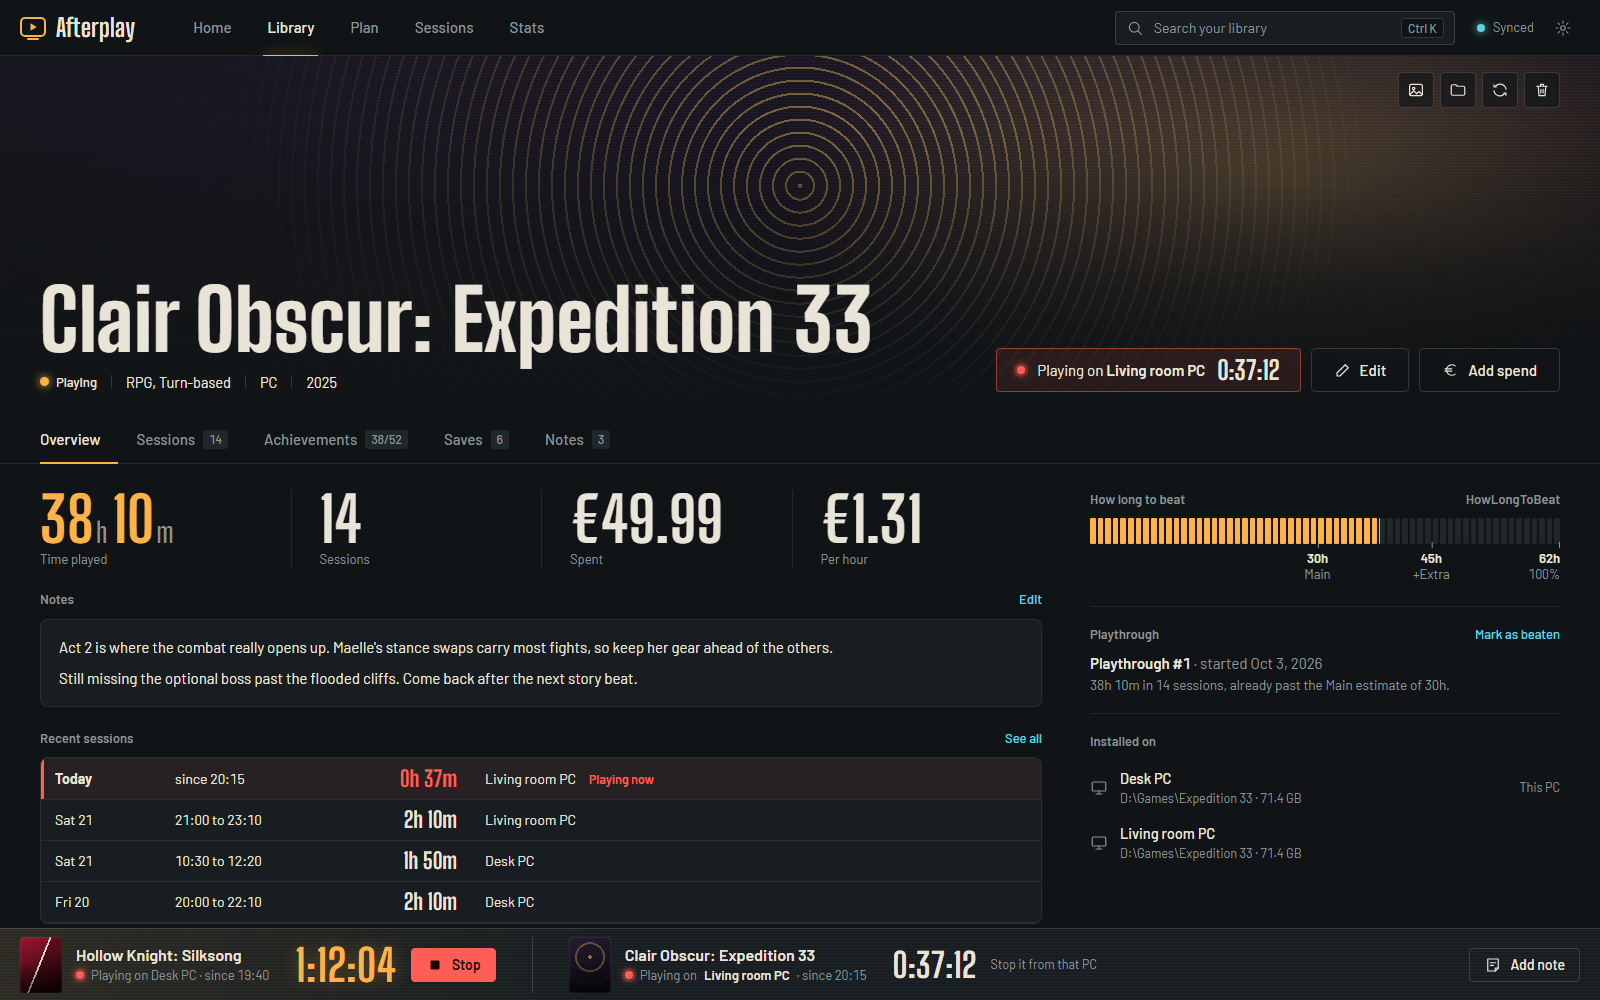 Afterplay
Home
Library
Plan
Sessions
Stats
Search your library
Ctrl K
Synced
Clair Obscur: Expedition 33
Playing
RPG, Turn-based
PC
2025
Playing on Living room PC 0:37:12
Edit
€ Add spend
Overview
Sessions 14
Achievements 38/52
Saves 6
Notes 3
38h 10m
Time played
14
Sessions
€49.99
Spent
€1.31
Per hour
How long to beat
HowLongToBeat
30h
Main
45h
+Extra
62h
100%
Notes
Edit
Act 2 is where the combat really opens up. Maelle's stance swaps carry most fights, so keep her gear ahead of the others.
Still missing the optional boss past the flooded cliffs. Come back after the next story beat.
Playthrough
Mark as beaten
Playthrough #1 · started Oct 3, 2026
38h 10m in 14 sessions, already past the Main estimate of 30h.
Recent sessions
See all
Today since 20:15 0h 37m Living room PC Playing now
Sat 21 21:00 to 23:10 2h 10m Living room PC
Sat 21 10:30 to 12:20 1h 50m Desk PC
Fri 20 20:00 to 22:10 2h 10m Desk PC
Installed on
Desk PC
D:\Games\Expedition 33 · 71.4 GB
This PC
Living room PC
D:\Games\Expedition 33 · 71.4 GB
Hollow Knight: Silksong
Playing on Desk PC · since 19:40
1:12:04
Stop
Clair Obscur: Expedition 33
Playing on Living room PC · since 20:15
0:37:12
Stop it from that PC
Add note